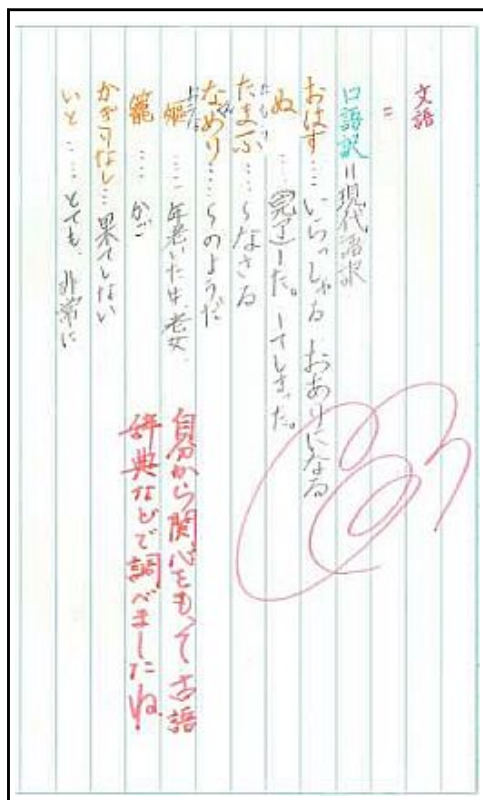 文語
=
口語訳=現代語訳
おはす…いらっしゃる おありになる
ぬ……完了した。してしまった。
たまふ…〜なさる
なめり…〜のようだ
嫗……年老いた女、老女、
籠……かご
かぎりなし…果てしない
いと……とても、非常に
自分から関心をもって古語
辞典などで調べましたね